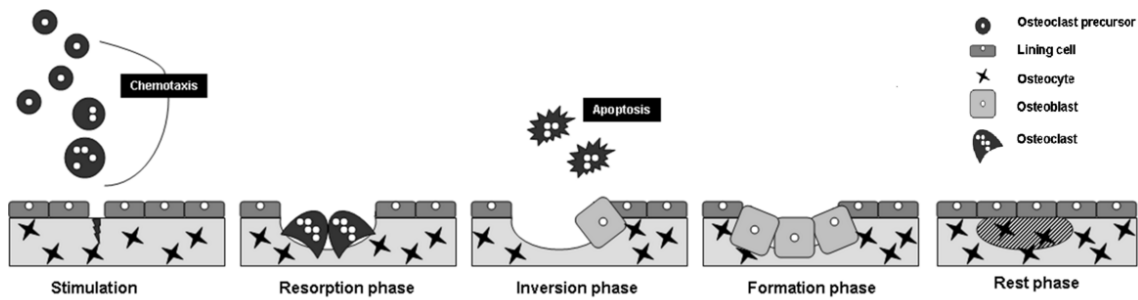 Chemotaxis
Apoptosis
Osteoclast precursor
Lining cell
Osteocyte
Osteoblast
Osteoclast
Stimulation
Resorption phase
Inversion phase
Formation phase
Rest phase